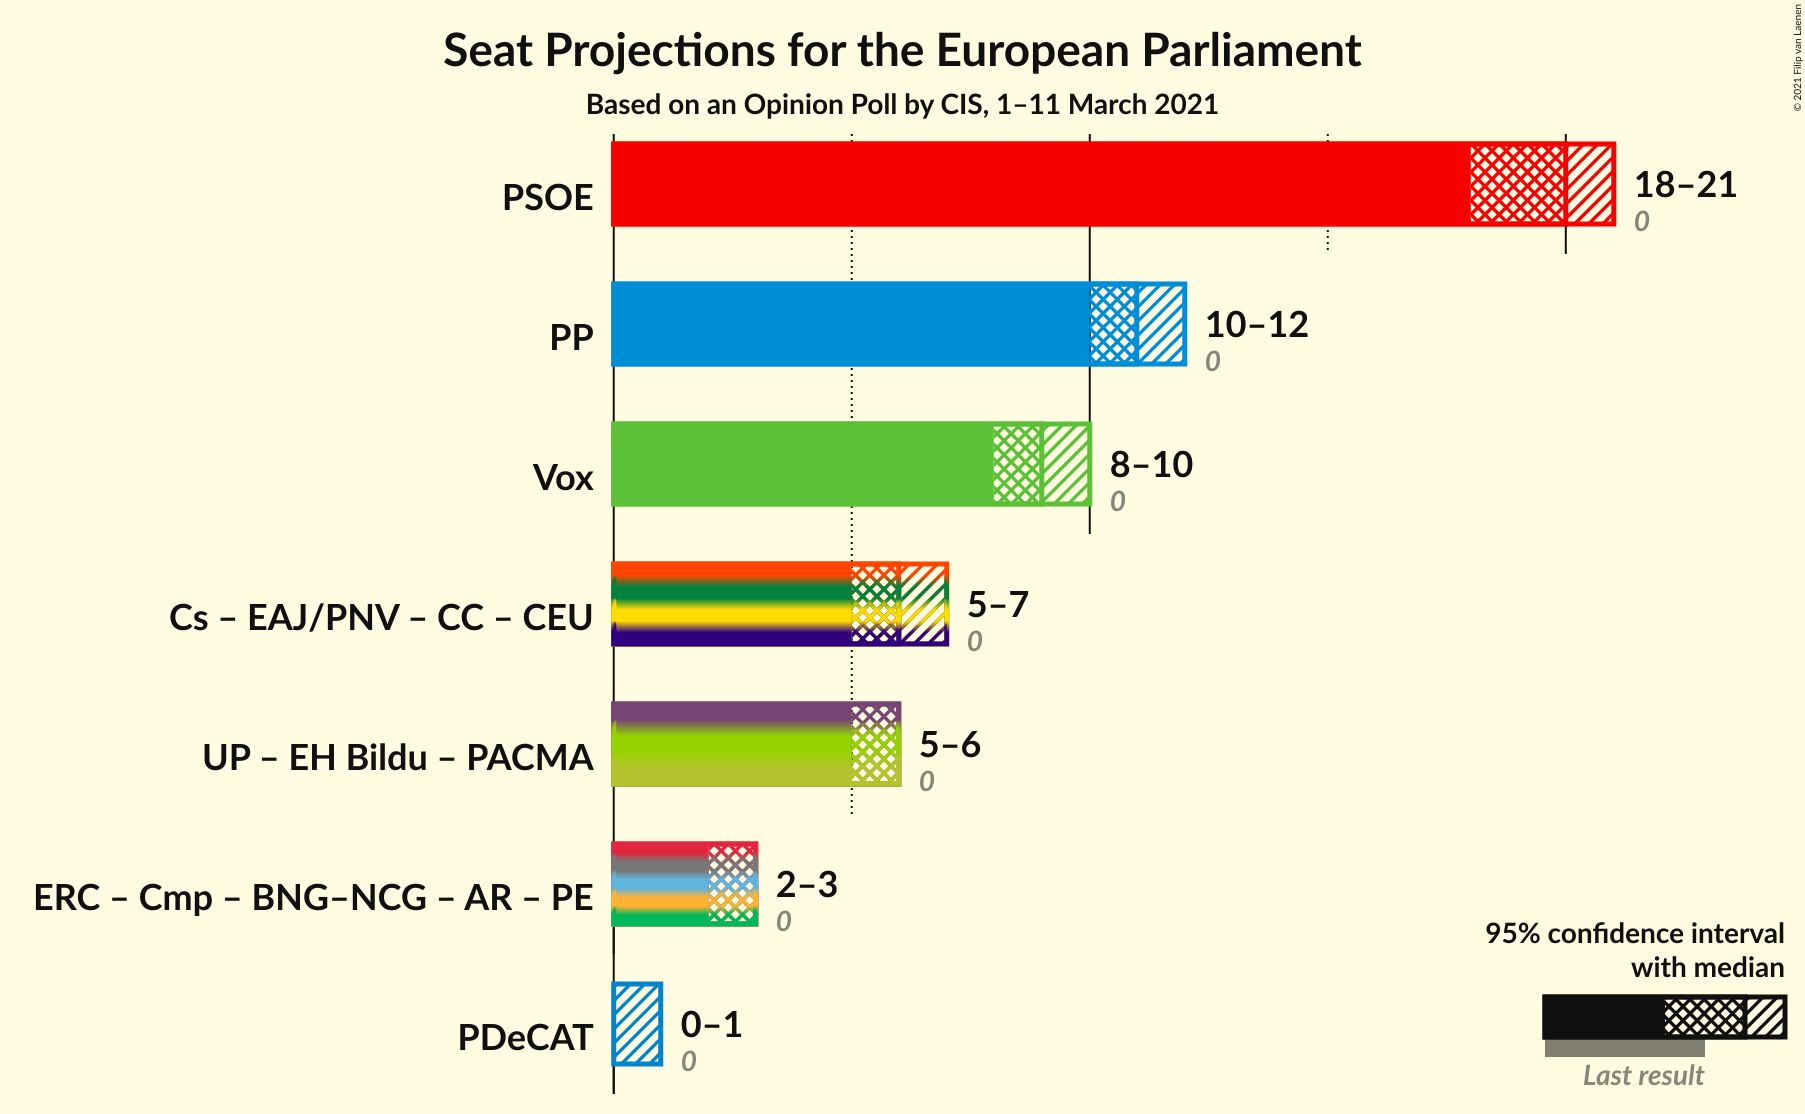 Seat Projections for the European Parliament
Based on an Opinion Poll by CIS, 1–11 March 2021
© 2021 Filip van Laenen
PSOE
18–21
0
PP
10–12
0
Vox
8–10
0
Cs – EAJ/PNV – CC – CEU
5–7
0
UP – EH Bildu – PACMA
5–6
0
ERC – Cmp – BNG–NCG – AR – PE
2–3
0
PDeCAT
0–1
0
95% confidence interval
with median
Last result